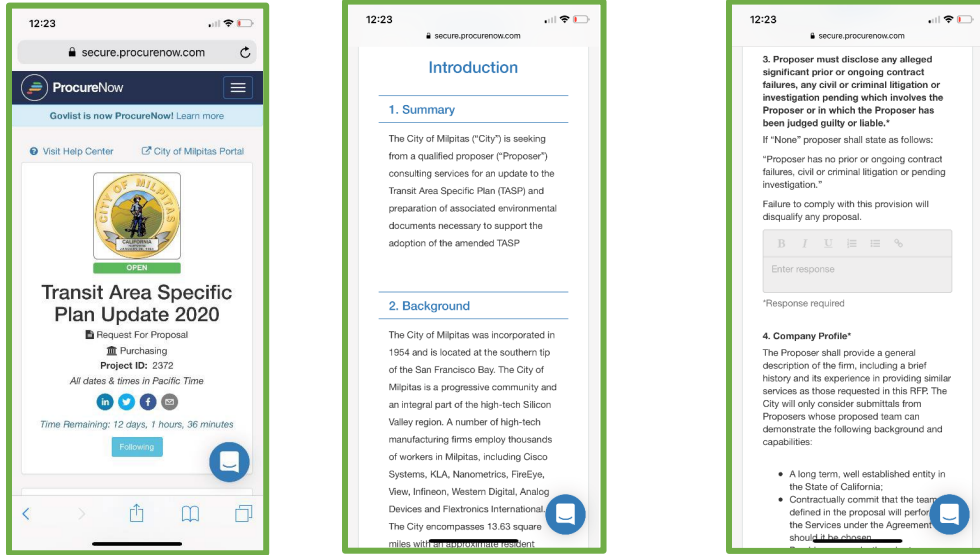 12:23
secure.procurenow.com
ProcureNow
Govlist is now ProcureNow! Learn more
Visit Help Center City of Milpitas Portal
CITY OF MILPITAS
CALIFORNIA
OPEN
Transit Area Specific
Plan Update 2020
Request For Proposal
Purchasing
Project ID: 2372
All dates & times in Pacific Time
Time Remaining: 12 days, 1 hours, 36 minutes
Following
12:23
secure.procurenow.com
Introduction
1. Summary
The City of Milpitas ("City") is seeking
from a qualified proposer ("Proposer")
consulting services for an update to the
Transit Area Specific Plan (TASP) and
preparation of associated environmental
documents necessary to support the
adoption of the amended TASP
2. Background
The City of Milpitas was incorporated in
1954 and is located at the southern tip
of the San Francisco Bay. The City of
Milpitas is a progressive community and
an integral part of the high-tech Silicon
Valley region. A number of high-tech
manufacturing firms employ thousands
of workers in Milpitas, including Cisco
Systems, KLA, Nanometrics, FireEye,
View, Infineon, Western Digital, Analog
Devices and Flextronics International.
The City encompasses 13.63 square
miles with an approximate resident
12:23
secure.procurenow.com
3. Proposer must disclose any alleged
significant prior or ongoing contract
failures, any civil or criminal litigation or
investigation pending which involves the
Proposer or in which the Proposer has
been judged guilty or liable.*
If "None" proposer shall state as follows:
"Proposer has no prior or ongoing contract
failures, civil or criminal litigation or pending
investigation."
Failure to comply with this provision will
disqualify any proposal.
B I U
Enter response
*Response required
4. Company Profile*
The Proposer shall provide a general
description of the firm, including a brief
history and its experience in providing similar
services as those requested in this RFP. The
City will only consider submittals from
Proposers whose proposed team can
demonstrate the following background and
capabilities:
• A long term, well established entity in
the State of California;
• Contractually commit that the team
defined in the proposal will perfor
the Services under the Agreement
should it be chosen